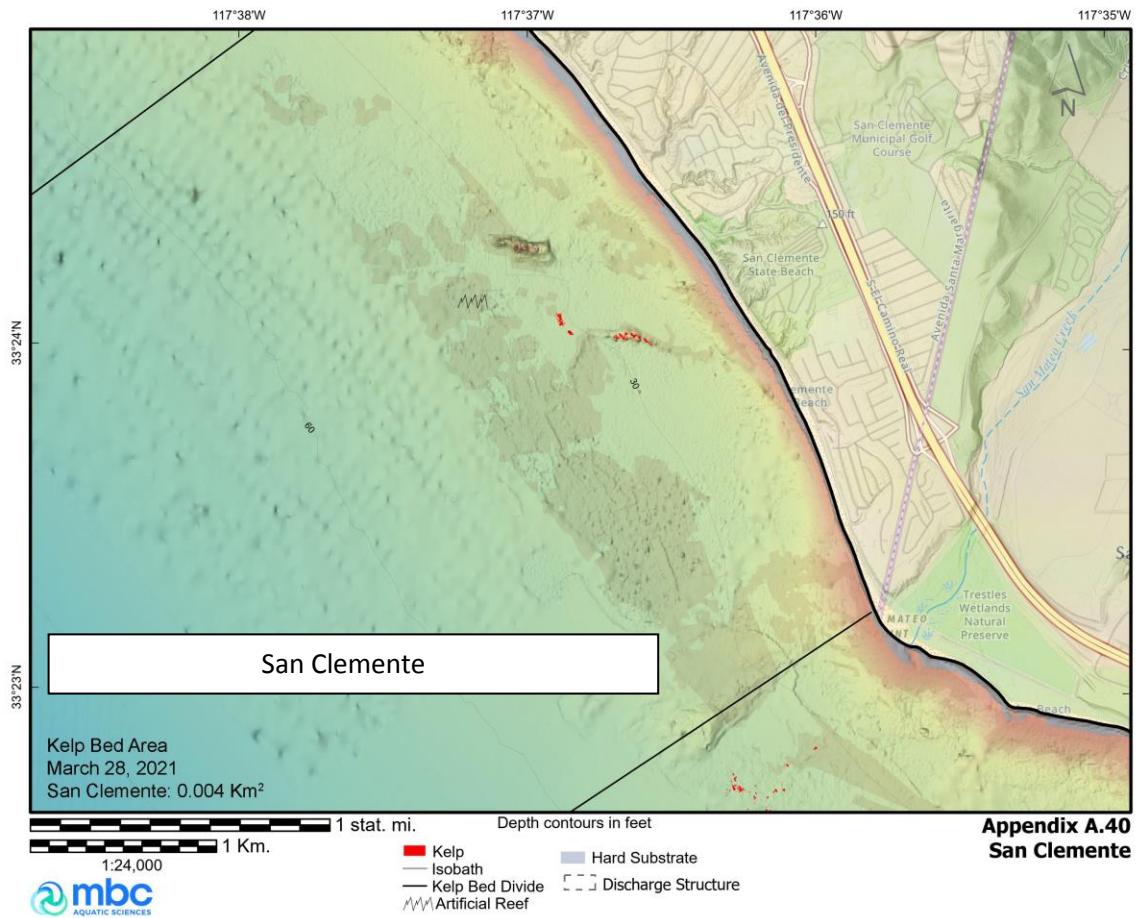 117°38'W 117°37'W 117°36'W 117°35'W
Avenida del Presidente
San Clemente
Municipal Golf
Course
150 ft
Avenida Santa Margarita
San Clemente
State Beach
S El Camino Real
San Mateo Creek
33°24'N
30
60
emente
each
Trestles
Wetlands
Natural
Preserve
MATEO
NT
Beach
33°23'N
N
San Clemente
Kelp Bed Area
March 28, 2021
San Clemente: 0.004 Km²
1 stat. mi.
1 Km.
1:24,000
Depth contours in feet
Kelp
Isobath
Kelp Bed Divide
Artificial Reef
Hard Substrate
Discharge Structure
Appendix A.40
San Clemente
mbc
AQUATIC SCIENCES